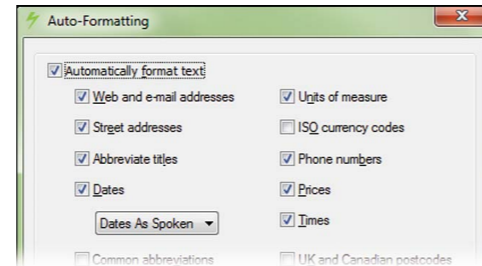 Auto-Formatting
Automatically format text
Web and e-mail addresses
Units of measure
Street addresses
ISO currency codes
Abbreviate titles
Phone numbers
Dates
Prices
Dates As Spoken
Times
Common abbreviations
UK and Canadian postcodes